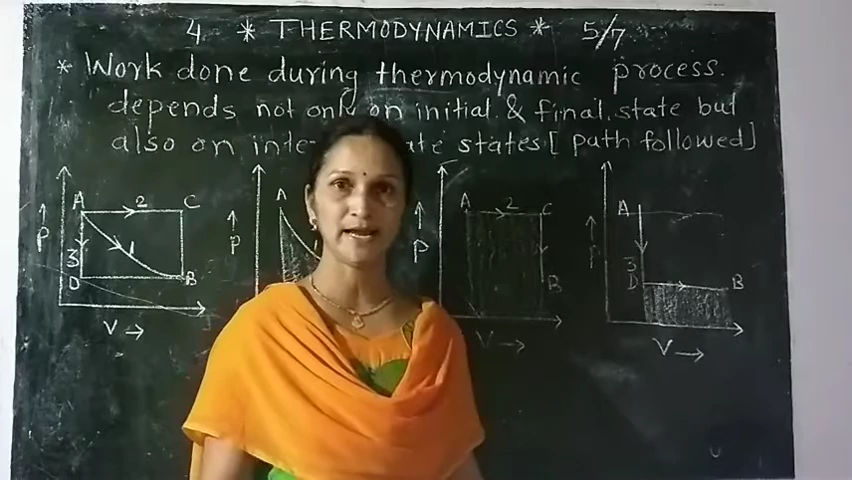 4 * THERMODYNAMICS * 5/7
* Work done during thermodynamic process
depends not only on initial & final state but
also on inte ate states [path followed]
A 2 C
P
1
3
D B
V →
A
P
A 2 C
P
B
V →
A
P
3
D B
V →